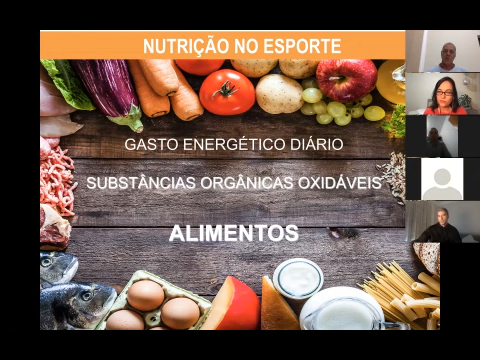 NUTRIÇÃO NO ESPORTE
GASTO ENERGÉTICO DIÁRIO
SUBSTÂNCIAS ORGÂNICAS OXIDÁVEIS
ALIMENTOS